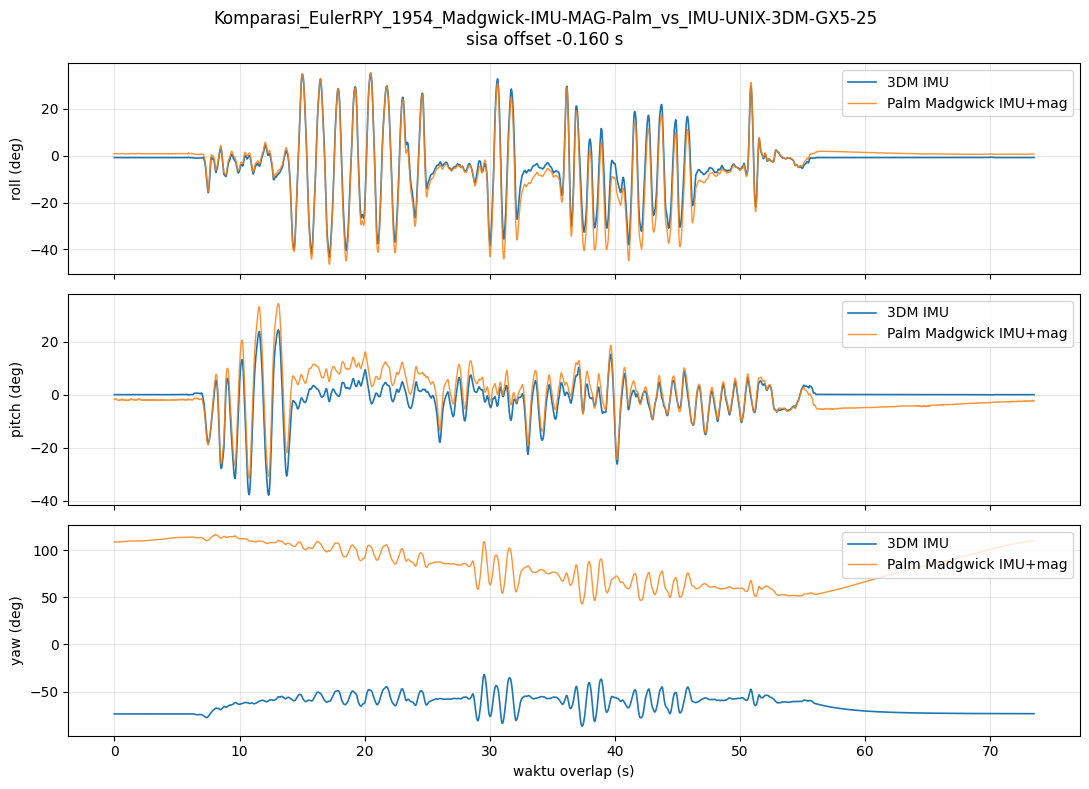 Komparasi_EulerRPY_1954_Madgwick-IMU-MAG-Palm_vs_IMU-UNIX-3DM-GX5-25
sisa offset -0.160 s
3DM IMU
Palm Madgwick IMU+mag
roll (deg)
20
0
−20
−40
3DM IMU
Palm Madgwick IMU+mag
pitch (deg)
20
0
−20
−40
3DM IMU
Palm Madgwick IMU+mag
yaw (deg)
100
50
0
−50
0 10 20 30 40 50 60 70
waktu overlap (s)